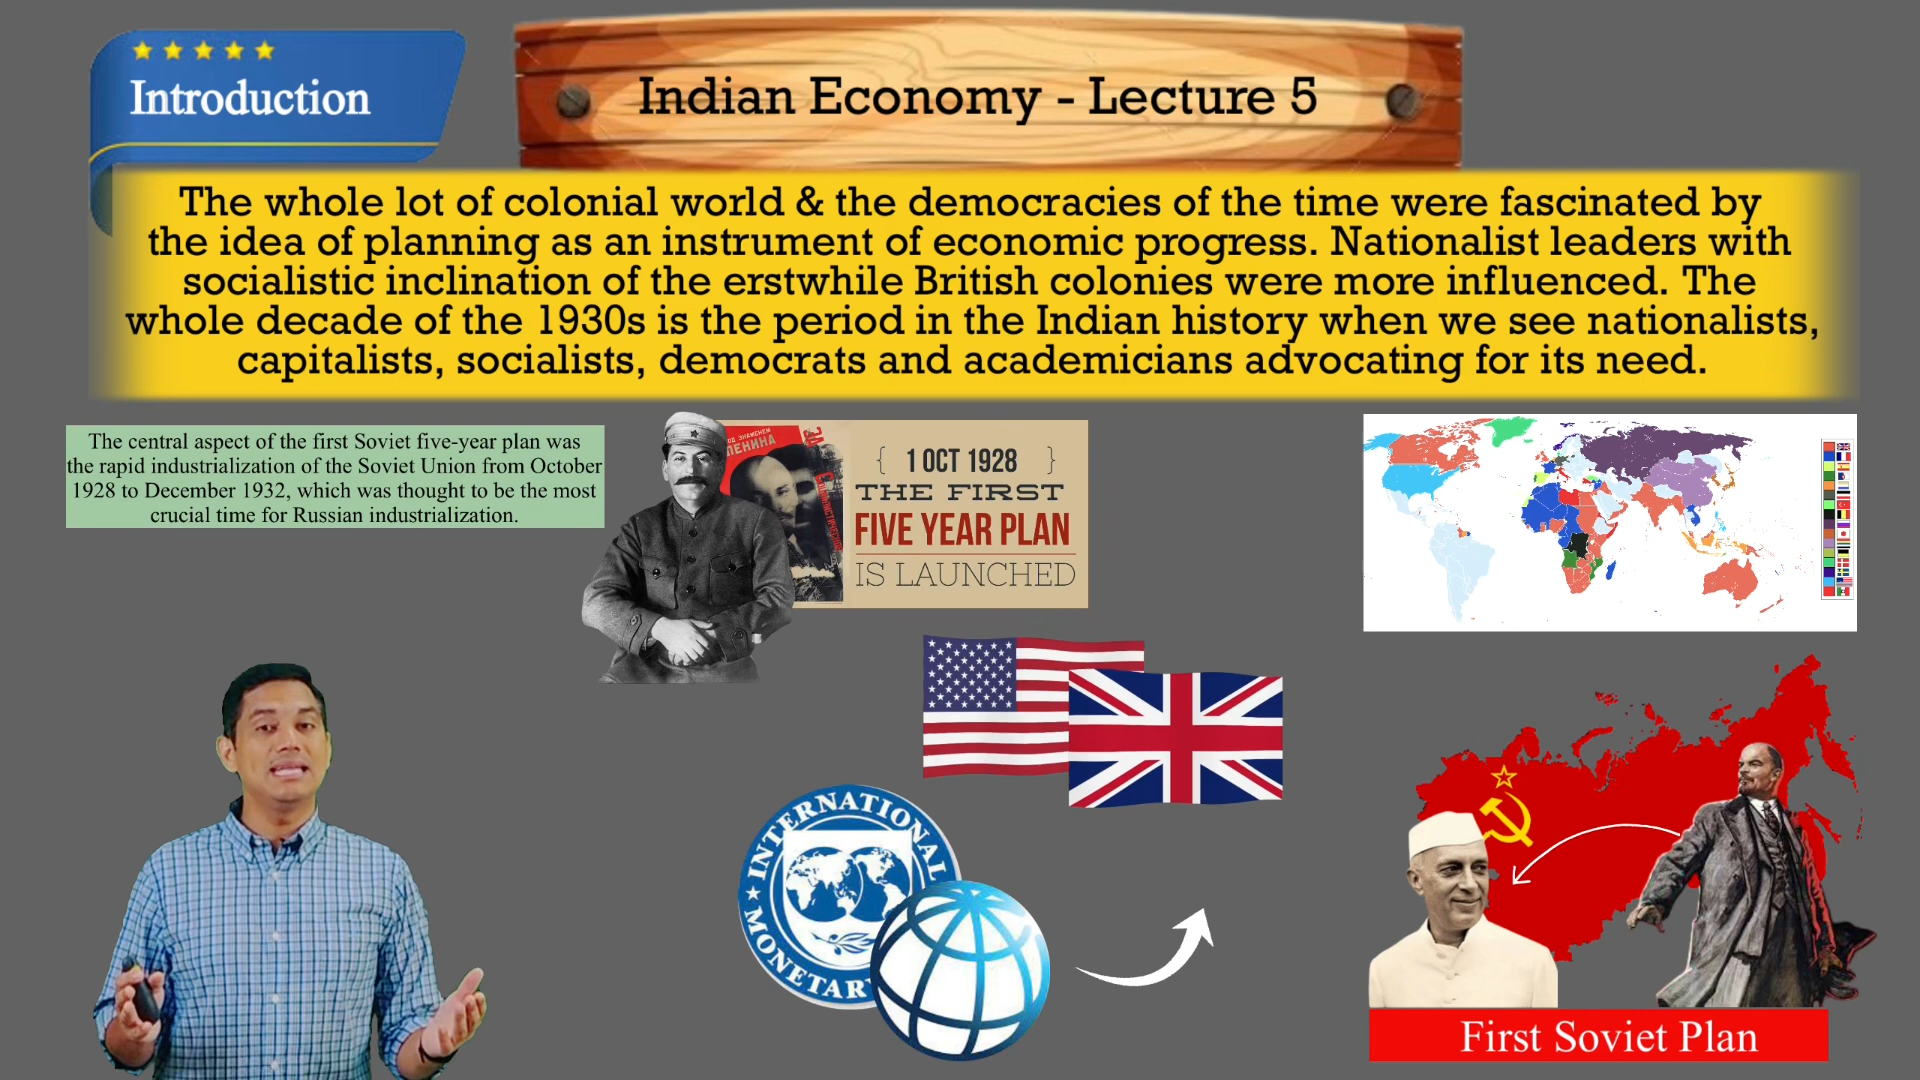 Introduction
Indian Economy - Lecture 5
The whole lot of colonial world & the democracies of the time were fascinated by
the idea of planning as an instrument of economic progress. Nationalist leaders with
socialistic inclination of the erstwhile British colonies were more influenced. The
whole decade of the 1930s is the period in the Indian history when we see nationalists,
capitalists, socialists, democrats and academicians advocating for its need.
The central aspect of the first Soviet five-year plan was
the rapid industrialization of the Soviet Union from October
1928 to December 1932, which was thought to be the most
crucial time for Russian industrialization.
ЛЕНИНА
{ 1 OCT 1928 }
THE FIRST
FIVE YEAR PLAN
IS LAUNCHED
INTERNATIONAL
MONETAR
First Soviet Plan